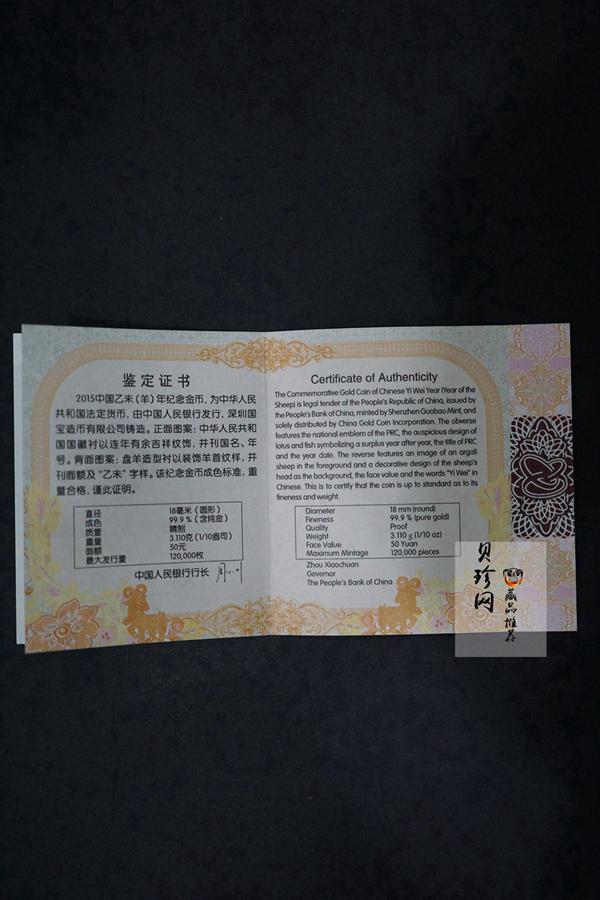 鉴定证书
2015中国乙未（羊）年纪念金币，为中华人民
共和国法定货币，由中国人民银行发行，深圳国
宝造币有限公司铸造。正面图案：中华人民共和
国国徽衬以连年有余吉祥纹饰，并刊国名、年
号。背面图案：盘羊造型衬以装饰羊首纹样，并
刊面额及“乙未”字样。该纪念金币成色标准，重
量合格，谨此证明。
直径 18毫米（圆形）
成色 99.9％（含纯金）
质量 精制
重量 3.110克（1/10盎司）
面额 50元
最大发行量 120,000枚
中国人民银行行长
Certificate of Authenticity
The Commemorative Gold Coin of Chinese Yi Wei Year (Year of the
Sheep) is legal tender of the People's Republic of China, issued by
the People's Bank of China, minted by Shenzhen Guobao Mint, and
solely distributed by China Gold Coin Incorporation. The obverse
features the national emblem of the PRC, the auspicious design of
lotus and fish symbolizing a surplus year after year, the title of PRC
and the year date. The reverse features an image of an argali
sheep in the foreground and a decorative design of the sheep's
head as the background, the face value and the words "Yi Wei" in
Chinese. This is to certify that the coin is up to standard as to its
fineness and weight.
Diameter 18 mm (round)
Fineness 99.9% (pure gold)
Quality Proof
Weight 3.110 g (1/10 oz)
Face Value 50 Yuan
Maximum Mintage 120,000 pieces
Zhou Xiaochuan
Governor
The People's Bank of China
贝珍网
藏品推荐